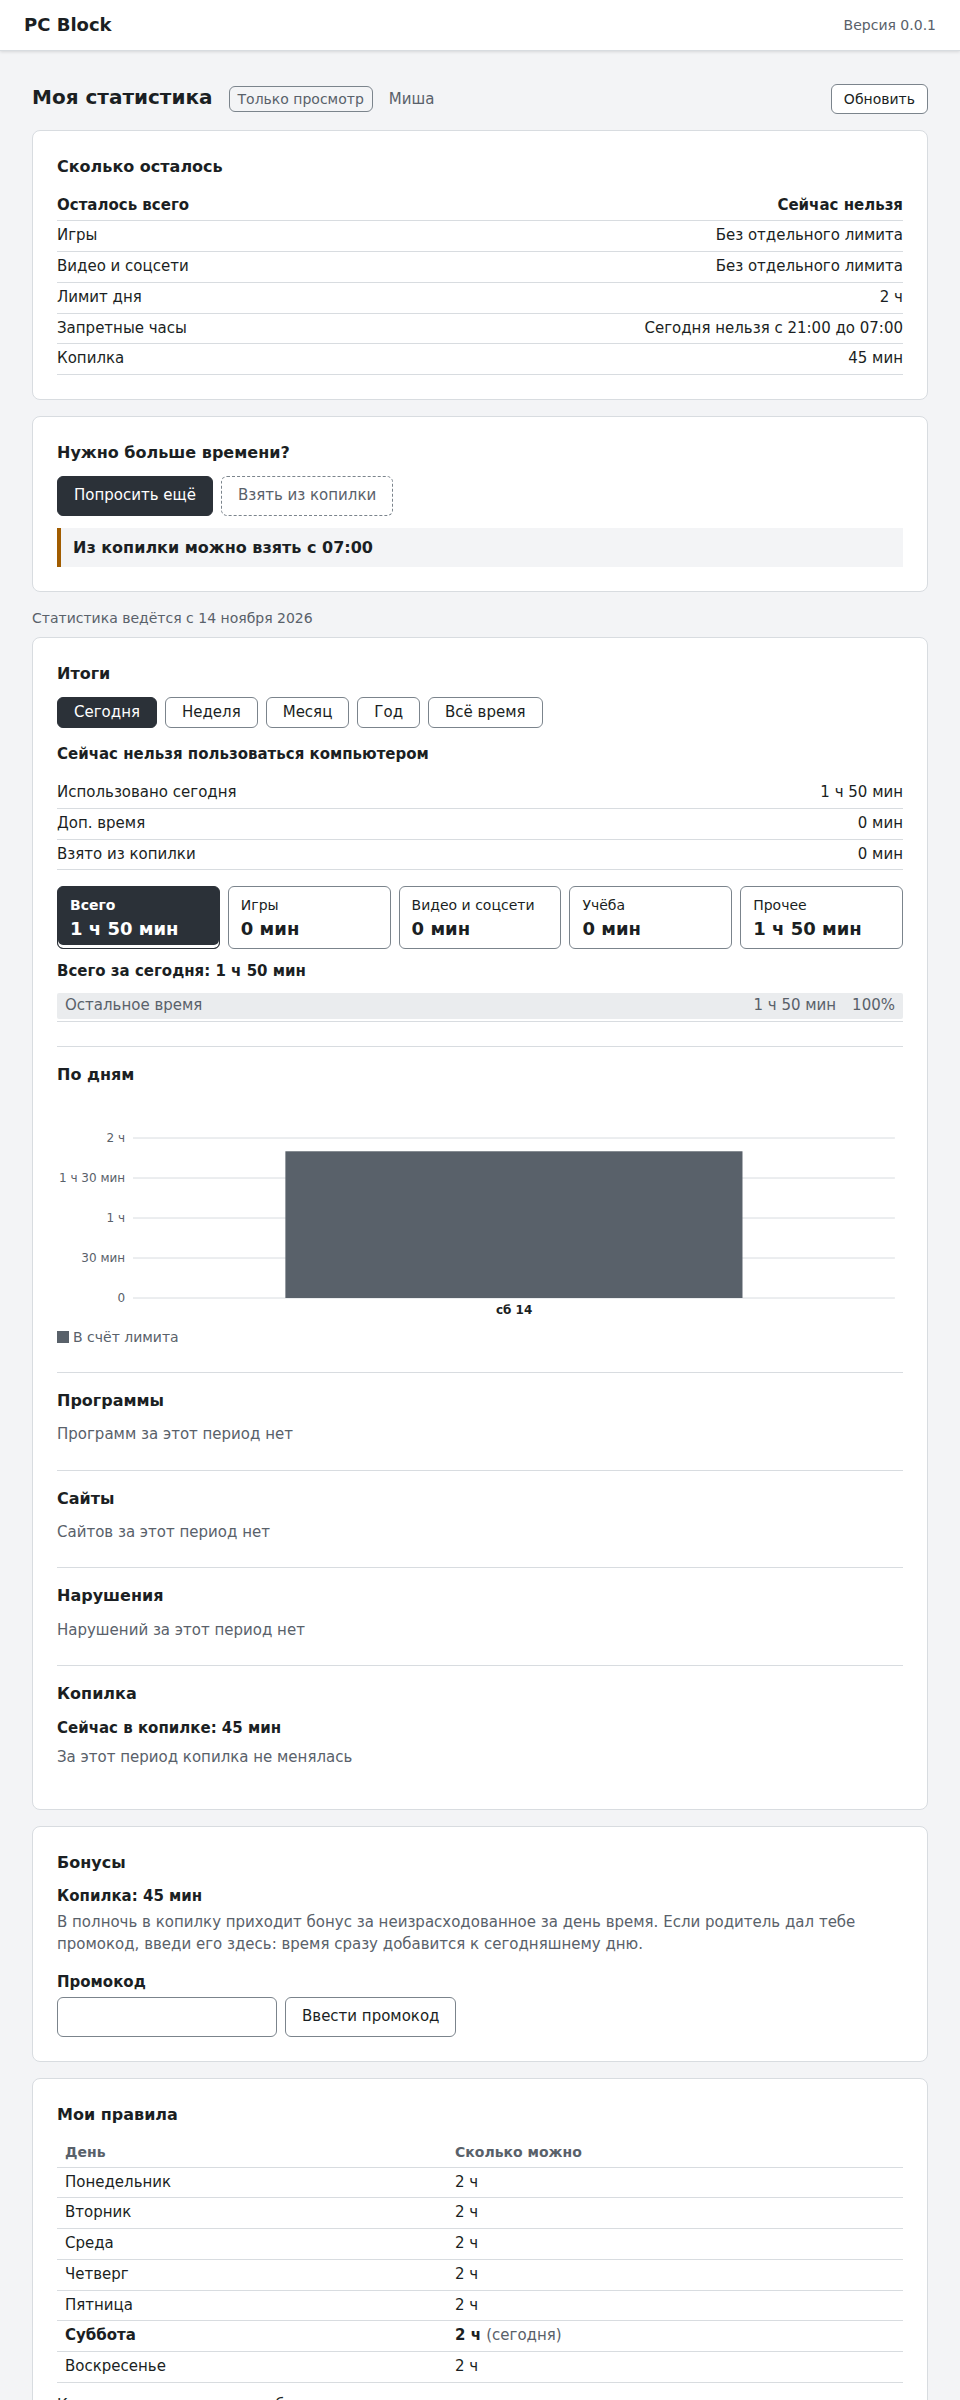 PC Block
Версия 0.0.1
Моя статистика
Только просмотр
Миша
Обновить
Сколько осталось
Осталось всего Сейчас нельзя
Игры Без отдельного лимита
Видео и соцсети Без отдельного лимита
Лимит дня 2 ч
Запретные часы Сегодня нельзя с 21:00 до 07:00
Копилка 45 мин
Нужно больше времени?
Попросить ещё Взять из копилки
Из копилки можно взять с 07:00
Статистика ведётся с 14 ноября 2026
Итоги
Сегодня Неделя Месяц Год Всё время
Сейчас нельзя пользоваться компьютером
Использовано сегодня 1 ч 50 мин
Доп. время 0 мин
Взято из копилки 0 мин
Всего Игры Видео и соцсети Учёба Прочее
1 ч 50 мин 0 мин 0 мин 0 мин 1 ч 50 мин
Всего за сегодня: 1 ч 50 мин
Остальное время 1 ч 50 мин 100%
По дням
2 ч
1 ч 30 мин
1 ч
30 мин
0
сб 14
В счёт лимита
Программы
Программ за этот период нет
Сайты
Сайтов за этот период нет
Нарушения
Нарушений за этот период нет
Копилка
Сейчас в копилке: 45 мин
За этот период копилка не менялась
Бонусы
Копилка: 45 мин
В полночь в копилку приходит бонус за неизрасходованное за день время. Если родитель дал тебе
промокод, введи его здесь: время сразу добавится к сегодняшнему дню.
Промокод
Ввести промокод
Мои правила
День Сколько можно
Понедельник 2 ч
Вторник 2 ч
Среда 2 ч
Четверг 2 ч
Пятница 2 ч
Суббота 2 ч (сегодня)
Воскресенье 2 ч